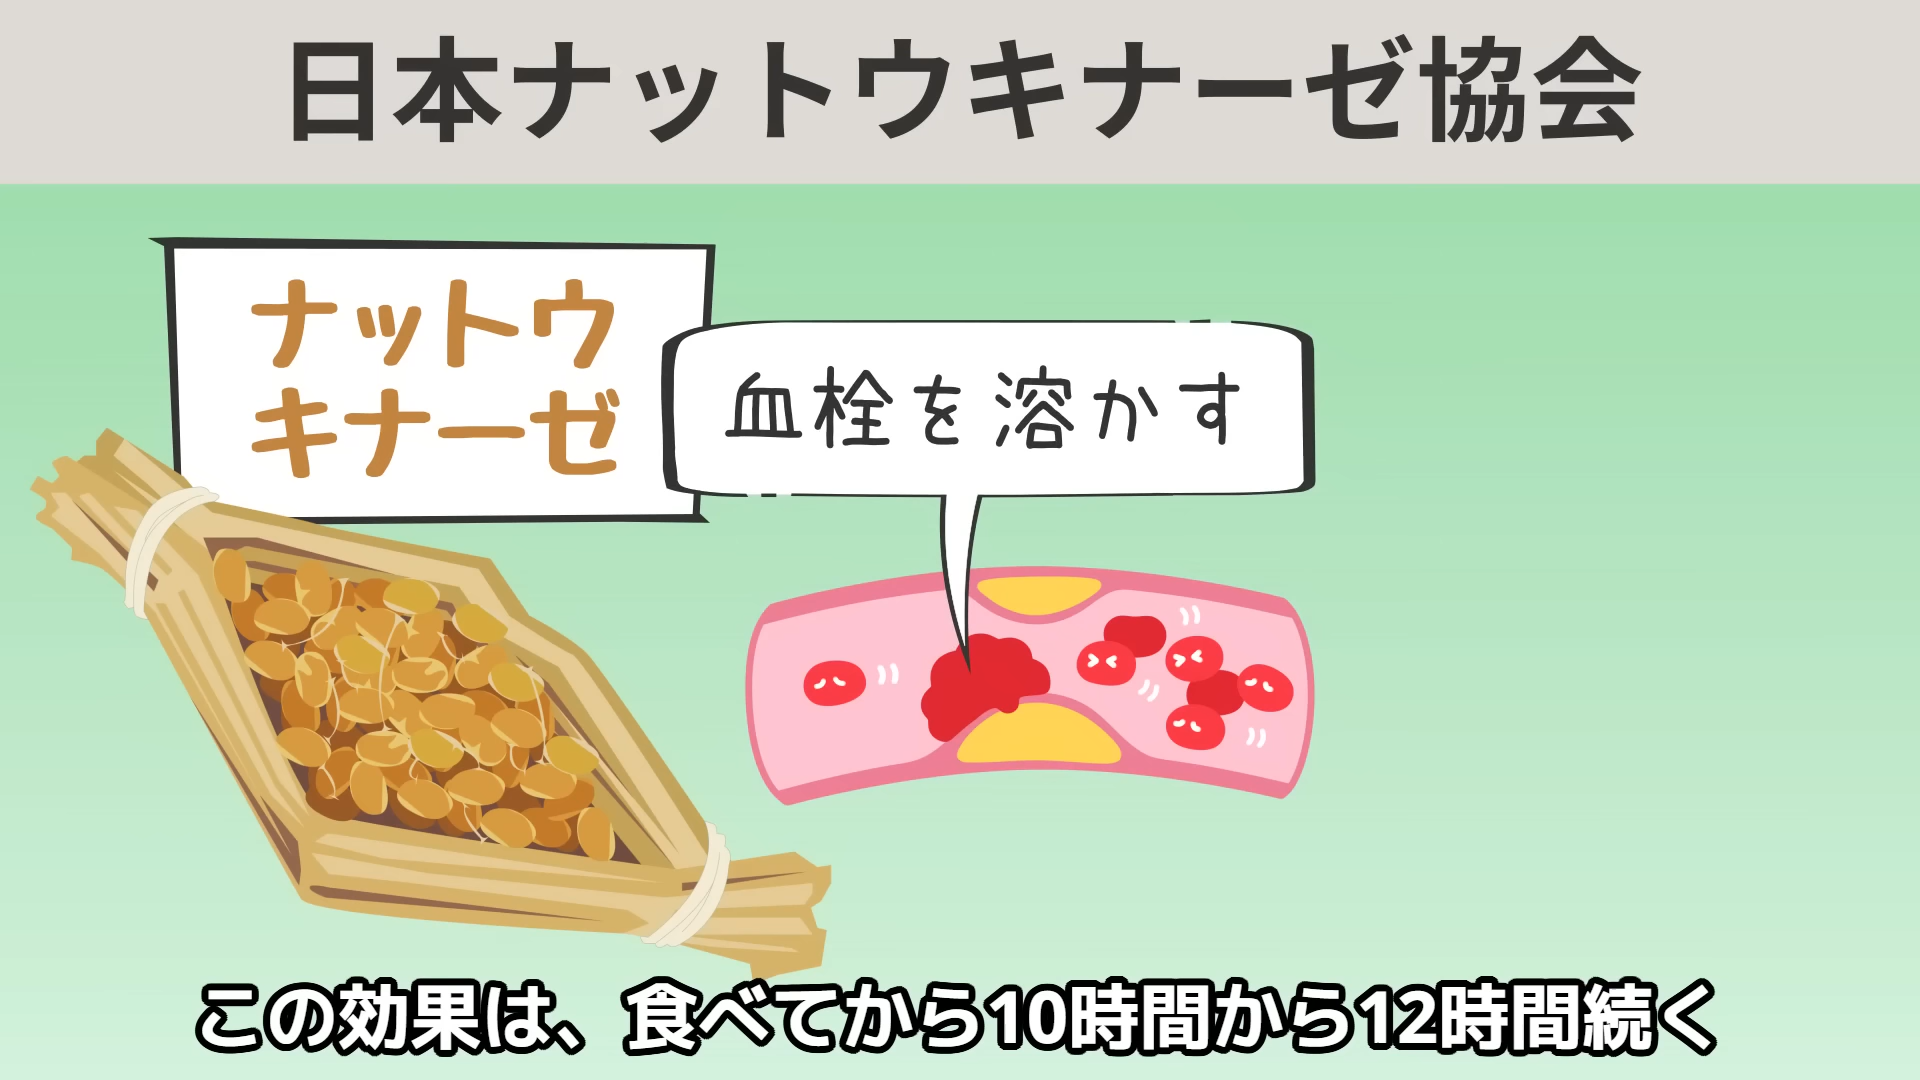 日本ナットウキナーゼ協会
ナットウ
キナーゼ
血栓を溶かす
この効果は、食べてから10時間から12時間続く